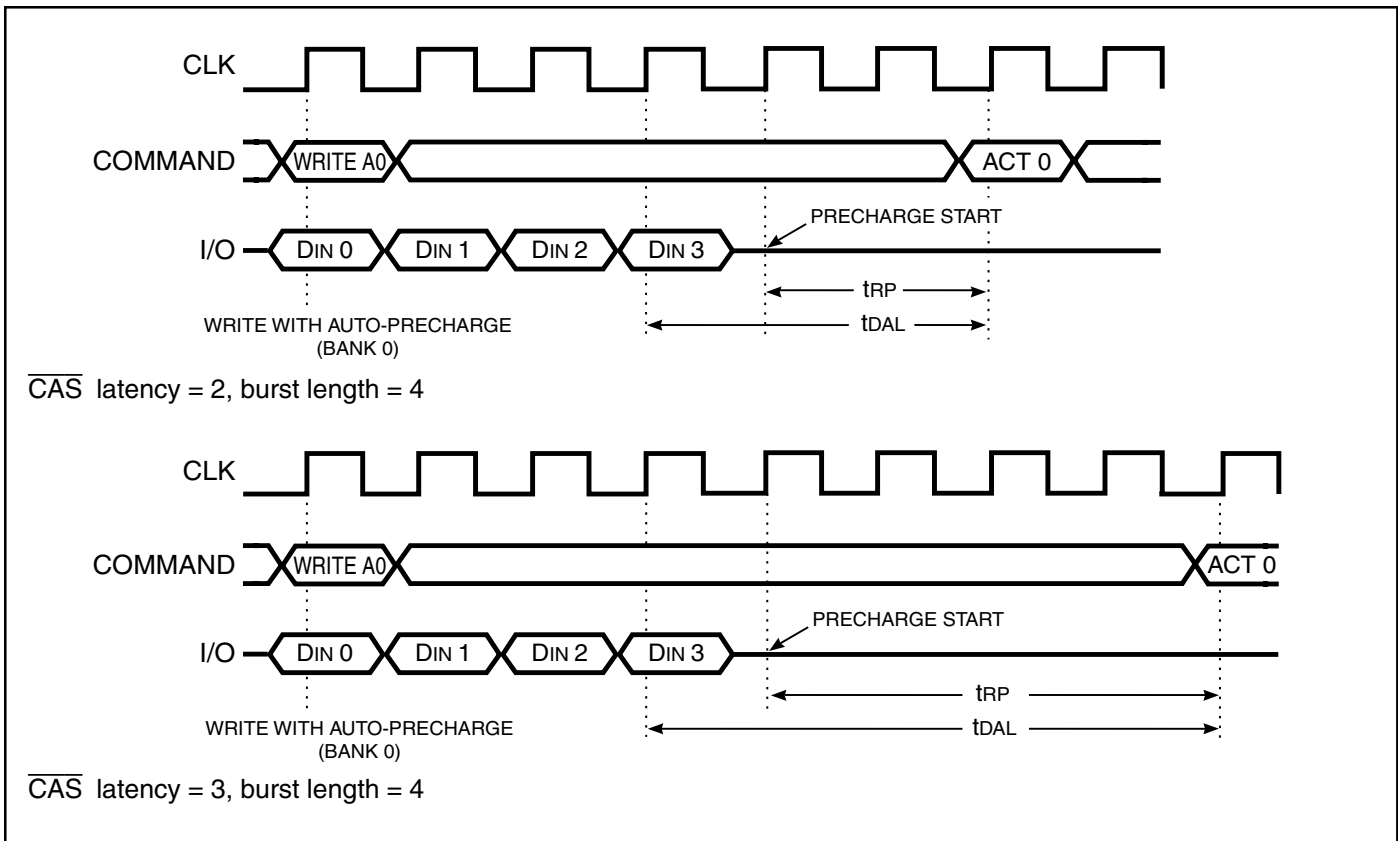 CLK
COMMAND
WRITE A0
ACT 0
PRECHARGE START
I/O
DIN 0
DIN 1
DIN 2
DIN 3
tRP
WRITE WITH AUTO-PRECHARGE
tDAL
(BANK 0)
CAS latency = 2, burst length = 4
CLK
COMMAND
WRITE A0
ACT 0
PRECHARGE START
I/O
DIN 0
DIN 1
DIN 2
DIN 3
tRP
WRITE WITH AUTO-PRECHARGE
tDAL
(BANK 0)
CAS latency = 3, burst length = 4